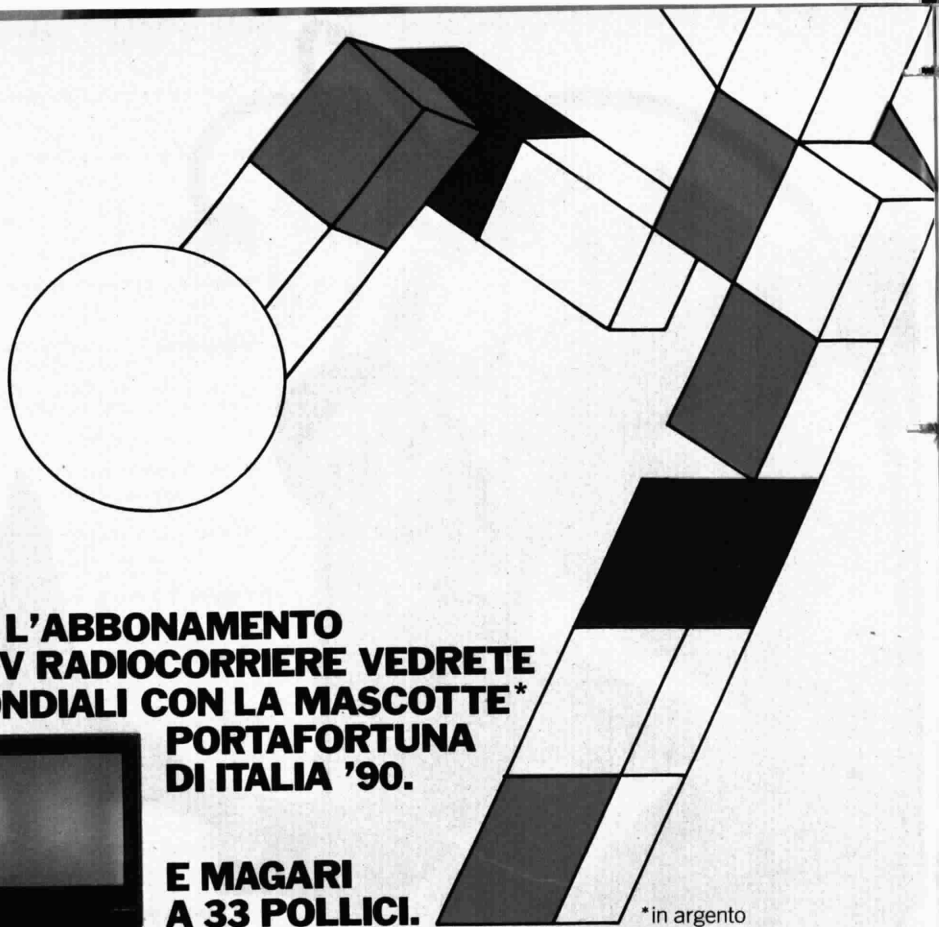 L'ABBONAMENTO
V RADIOCORRIERE VEDRETE
NDIALI CON LA MASCOTTE*
PORTAFORTUNA
DI ITALIA '90.
E MAGARI
A 33 POLLICI.
*in argento